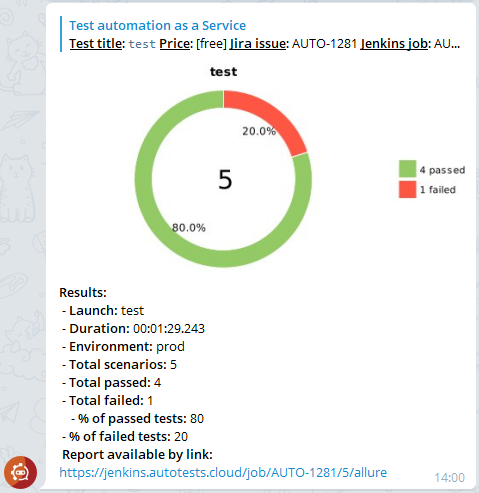 Test automation as a Service
Test title: test Price: [free] Jira issue: AUTO-1281 Jenkins job: AU...
test
20.0%
5
80.0%
4 passed
1 failed
Results:
- Launch: test
- Duration: 00:01:29.243
- Environment: prod
- Total scenarios: 5
- Total passed: 4
- Total failed: 1
- % of passed tests: 80
- % of failed tests: 20
Report available by link:
https://jenkins.autotests.cloud/job/AUTO-1281/5/allure
14:00